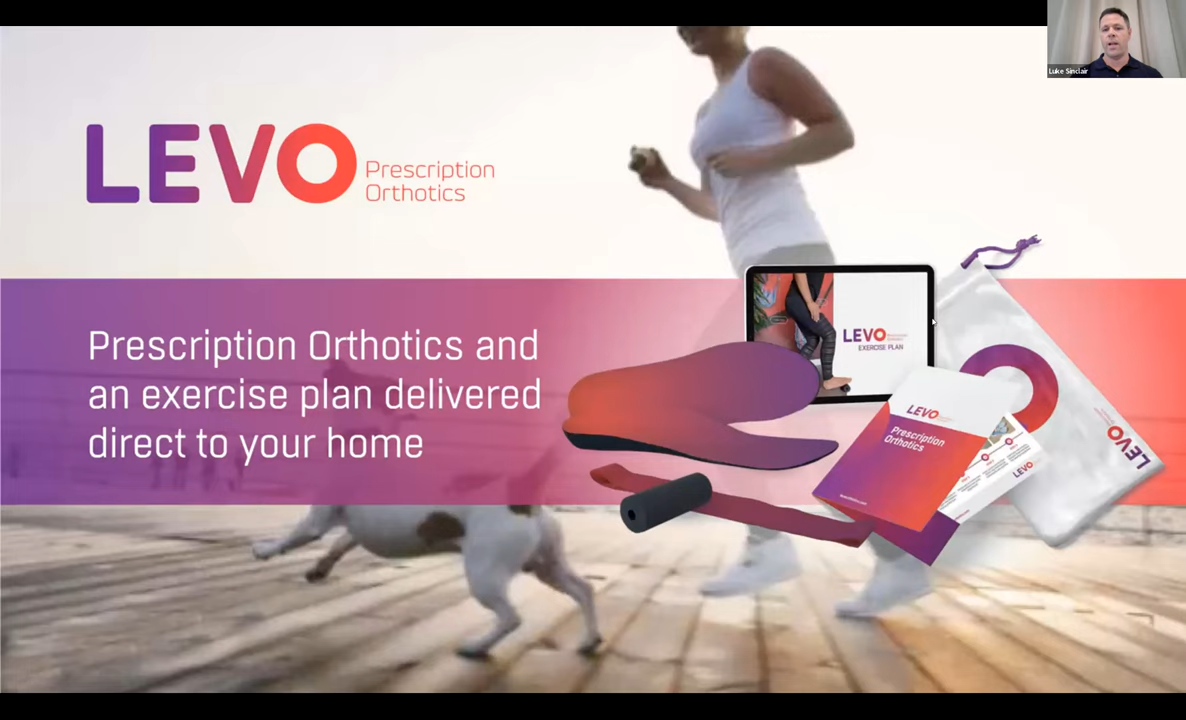 Luke Sinclair
LEVO
Prescription
Orthotics
Prescription Orthotics and
an exercise plan delivered
direct to your home
LEVO
EXERCISE PLAN
LEVO
Prescription
Orthotics
LEVO
LEVO